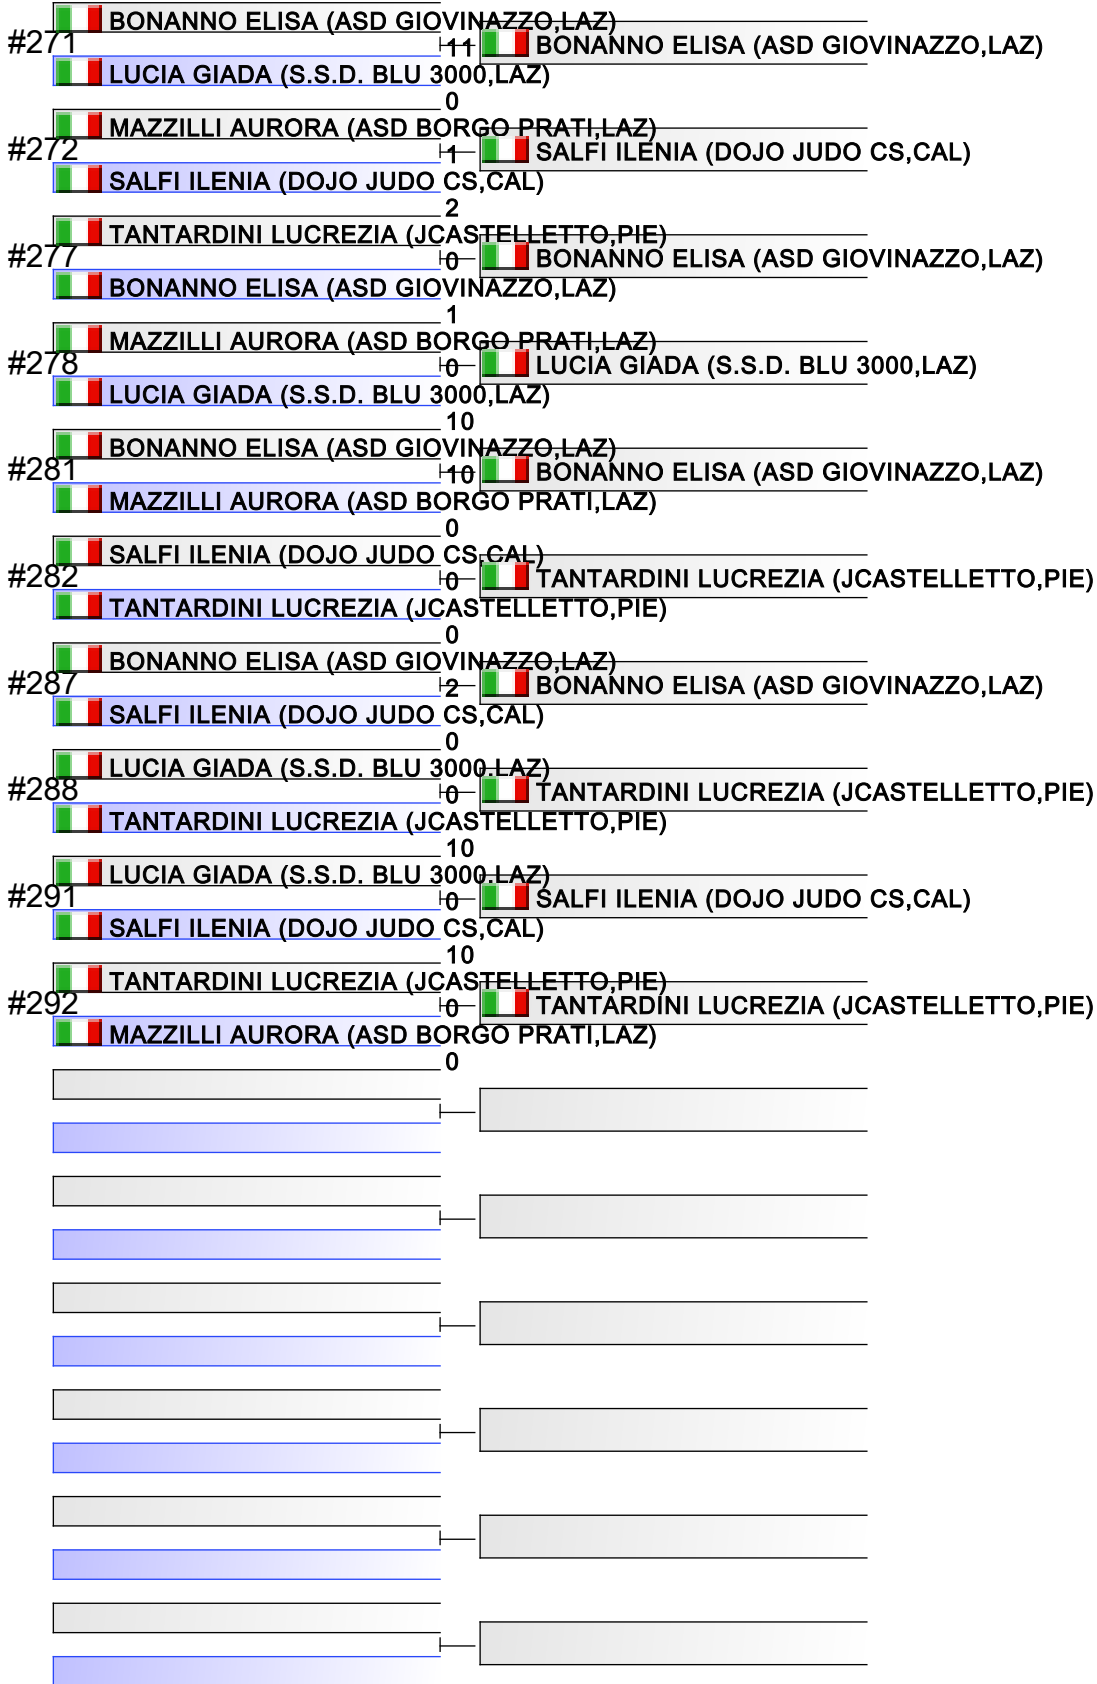 BONANNO ELISA (ASD GIOVINAZZO,LAZ)
#271
11
BONANNO ELISA (ASD GIOVINAZZO,LAZ)
LUCIA GIADA (S.S.D. BLU 3000,LAZ)
0
MAZZILLI AURORA (ASD BORGO PRATI,LAZ)
#272
1
SALFI ILENIA (DOJO JUDO CS,CAL)
SALFI ILENIA (DOJO JUDO CS,CAL)
2
TANTARDINI LUCREZIA (JCASTELLETTO,PIE)
#277
0
BONANNO ELISA (ASD GIOVINAZZO,LAZ)
BONANNO ELISA (ASD GIOVINAZZO,LAZ)
1
MAZZILLI AURORA (ASD BORGO PRATI,LAZ)
#278
0
LUCIA GIADA (S.S.D. BLU 3000,LAZ)
LUCIA GIADA (S.S.D. BLU 3000,LAZ)
10
BONANNO ELISA (ASD GIOVINAZZO,LAZ)
#281
10
BONANNO ELISA (ASD GIOVINAZZO,LAZ)
MAZZILLI AURORA (ASD BORGO PRATI,LAZ)
0
SALFI ILENIA (DOJO JUDO CS,CAL)
#282
0
TANTARDINI LUCREZIA (JCASTELLETTO,PIE)
TANTARDINI LUCREZIA (JCASTELLETTO,PIE)
0
BONANNO ELISA (ASD GIOVINAZZO,LAZ)
#287
2
BONANNO ELISA (ASD GIOVINAZZO,LAZ)
SALFI ILENIA (DOJO JUDO CS,CAL)
0
LUCIA GIADA (S.S.D. BLU 3000,LAZ)
#288
0
TANTARDINI LUCREZIA (JCASTELLETTO,PIE)
TANTARDINI LUCREZIA (JCASTELLETTO,PIE)
10
LUCIA GIADA (S.S.D. BLU 3000,LAZ)
#291
0
SALFI ILENIA (DOJO JUDO CS,CAL)
SALFI ILENIA (DOJO JUDO CS,CAL)
10
TANTARDINI LUCREZIA (JCASTELLETTO,PIE)
#292
0
TANTARDINI LUCREZIA (JCASTELLETTO,PIE)
MAZZILLI AURORA (ASD BORGO PRATI,LAZ)
0